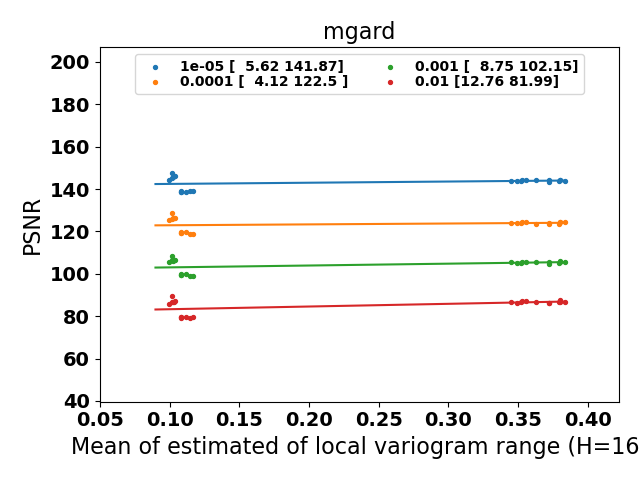 mgard
1e-05 [  5.62 141.87]
0.0001 [  4.12 122.5 ]
0.001 [  8.75 102.15]
0.01 [12.76 81.99]
PSNR
200
180
160
140
120
100
80
60
40
0.05 0.10 0.15 0.20 0.25 0.30 0.35 0.40
Mean of estimated of local variogram range (H=16